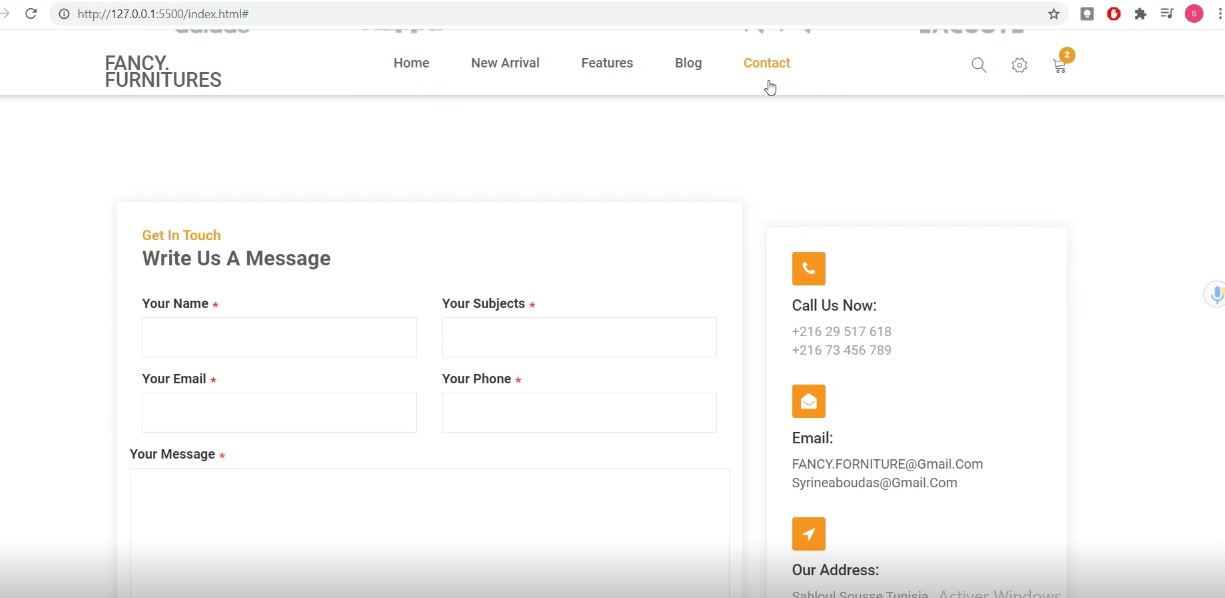 http://127.0.0.1:5500/index.html#
S
adidas
LACOSTE
FANCY.
FURNITURES
Home
New Arrival
Features
Blog
Contact
2
Get In Touch
Write Us A Message
Your Name *
Your Subjects *
Your Email *
Your Phone *
Your Message *
Call Us Now:
+216 29 517 618
+216 73 456 789
Email:
FANCY.FORNITURE@Gmail.Com
Syrineaboudas@Gmail.Com
Our Address:
Sahloul Sousse Tunisia
Activer Windows